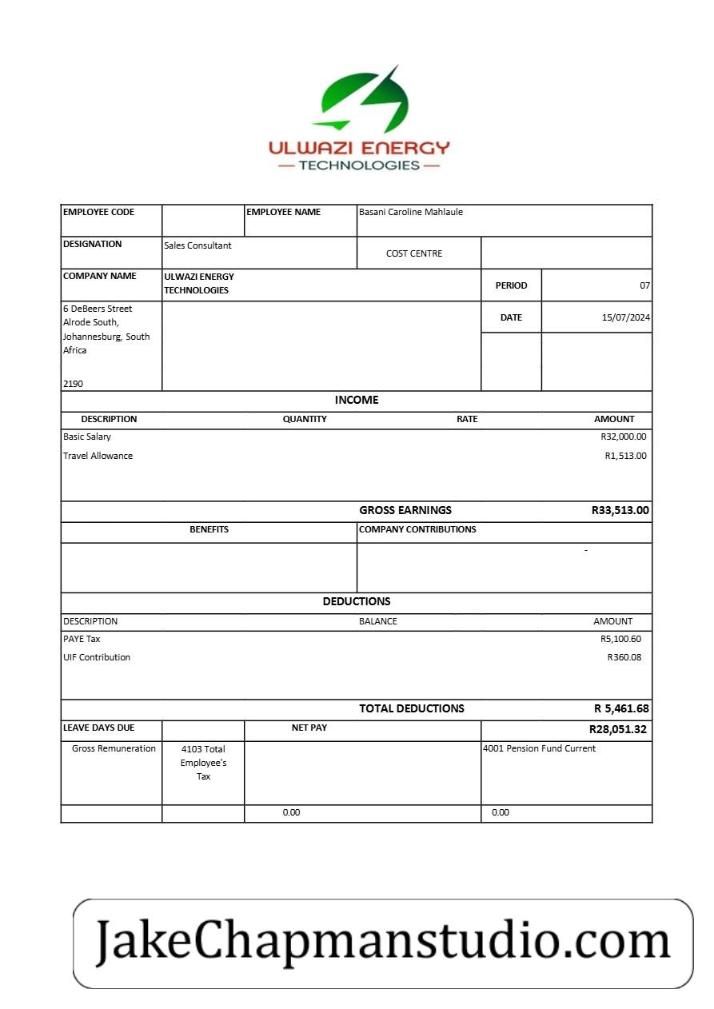 ULWAZI ENERGY
TECHNOLOGIES
EMPLOYEE CODE EMPLOYEE NAME Basani Caroline Mahlaule
DESIGNATION Sales Consultant COST CENTRE
COMPANY NAME ULWAZI ENERGY
TECHNOLOGIES
PERIOD 07
6 DeBeers Street
Alrode South,
Johannesburg, South
Africa
2190
DATE 15/07/2024
INCOME
DESCRIPTION QUANTITY RATE AMOUNT
Basic Salary R32,000.00
Travel Allowance R1,513.00
GROSS EARNINGS R33,513.00
BENEFITS COMPANY CONTRIBUTIONS
-
DEDUCTIONS
DESCRIPTION BALANCE AMOUNT
PAYE Tax R5,100.60
UIF Contribution R360.08
TOTAL DEDUCTIONS R 5,461.68
LEAVE DAYS DUE NET PAY R28,051.32
Gross Remuneration 4103 Total
Employee's
Tax
4001 Pension Fund Current
0.00 0.00
JakeChapmanstudio.com